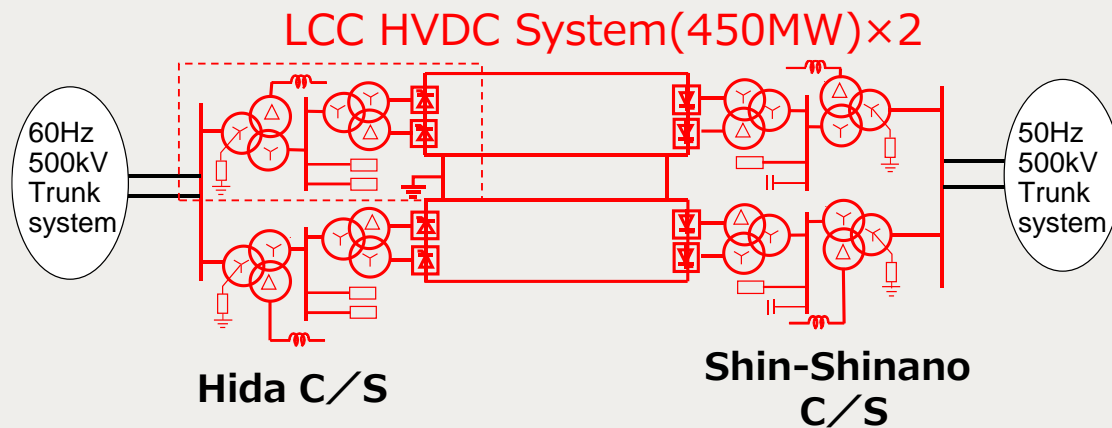 LCC HVDC System(450MW)×2
60Hz
500kV
Trunk
system
50Hz
500kV
Trunk
system
Hida C/S
Shin-Shinano
C/S